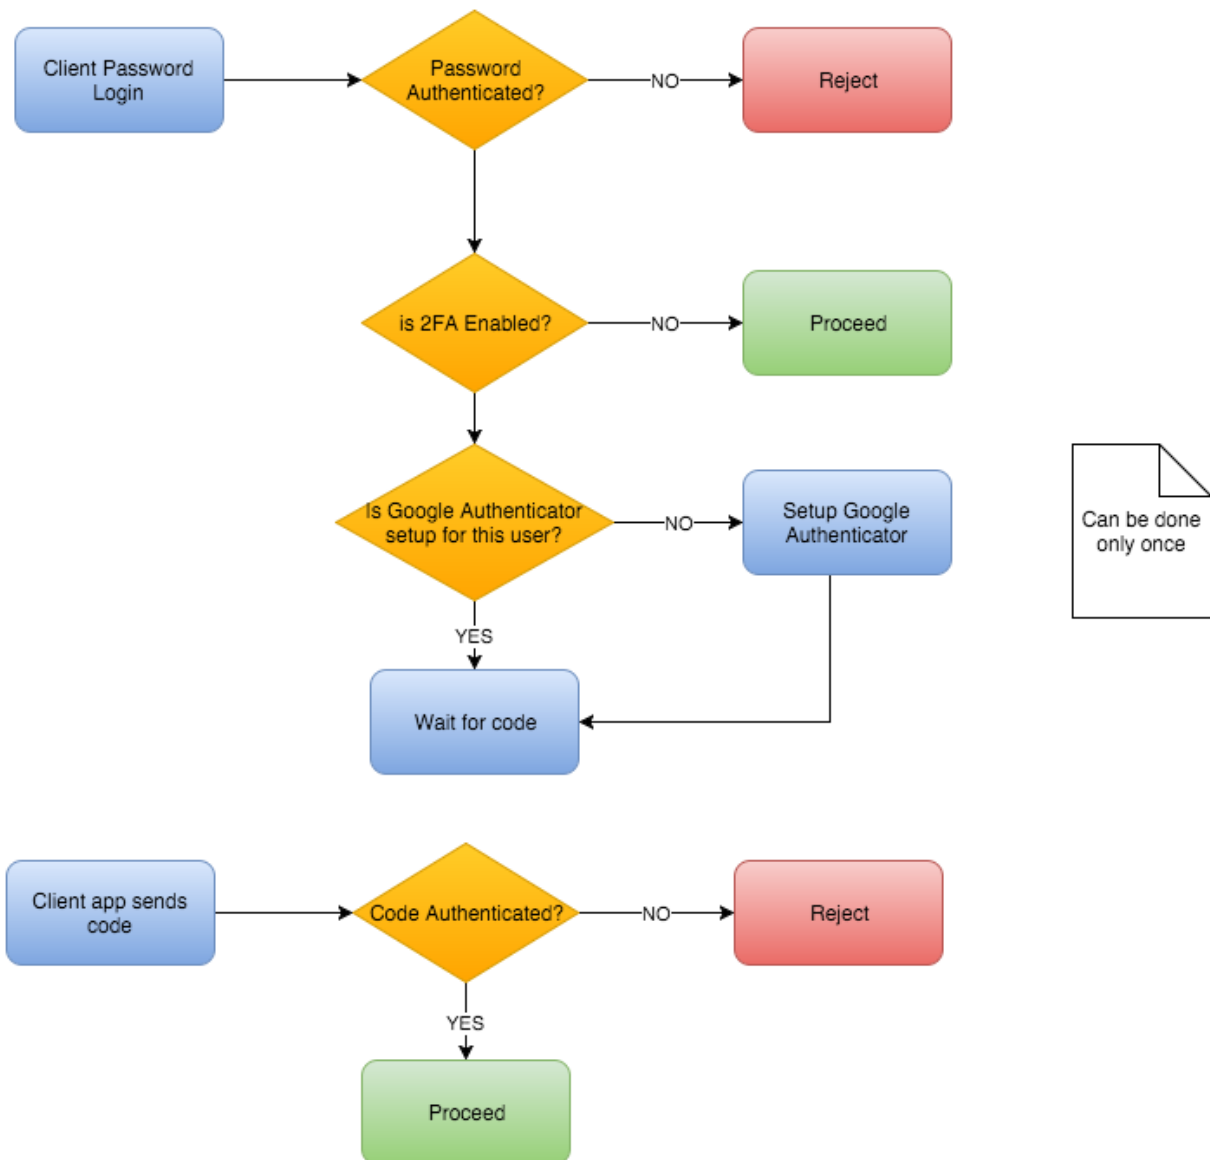 Client Password
Login
Password
Authenticated?
NO
Reject
is 2FA Enabled?
NO
Proceed
Is Google Authenticator
setup for this user?
NO
Setup Google
Authenticator
Can be done
only once
YES
Wait for code
Client app sends
code
Code Authenticated?
NO
Reject
YES
Proceed